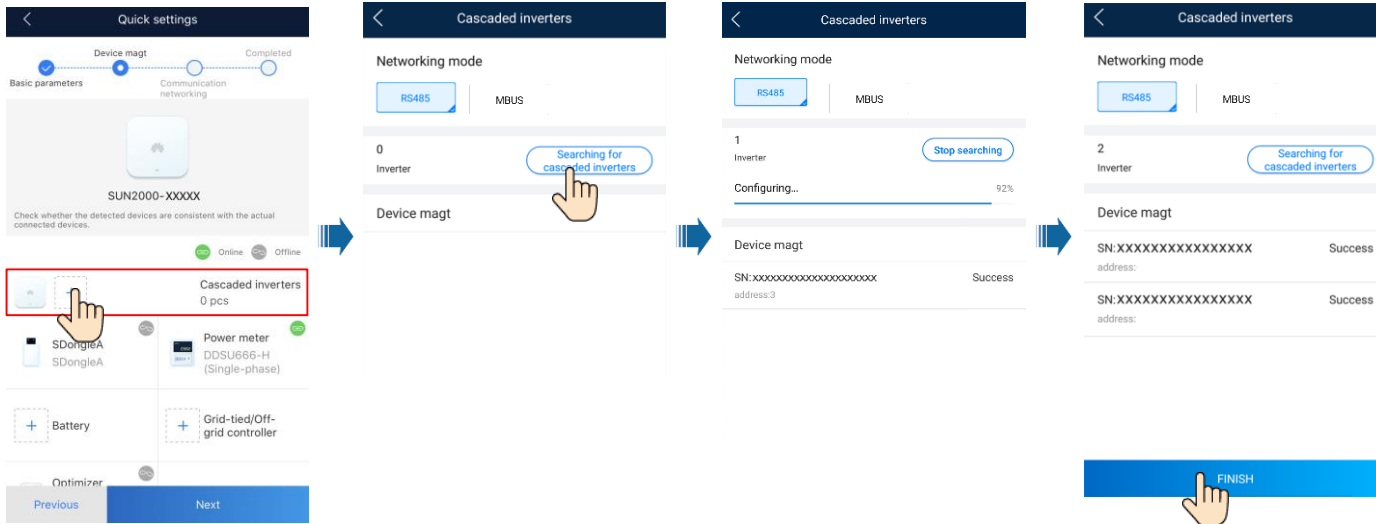 Quick settings
Device magt
Completed
Basic parameters
Communication
networking
SUN2000-XXXXX
Check whether the detected devices are consistent with the actual
connected devices.
Online
Offline
Cascaded inverters
0 pcs
SDongleA
SDongleA
Power meter
DDSU666-H
(Single-phase)
Battery
Grid-tied/Off-
grid controller
Optimizer
Previous
Next
Cascaded inverters
Networking mode
RS485
MBUS
0
Inverter
Searching for
cascaded inverters
Device magt
Cascaded inverters
Networking mode
RS485
MBUS
1
Inverter
Stop searching
Configuring...
92%
Device magt
SN:xxxxxxxxxxxxxxxxxxxxx
Success
address:3
Cascaded inverters
Networking mode
RS485
MBUS
2
Inverter
Searching for
cascaded inverters
Device magt
SN:XXXXXXXXXXXXXXXX
Success
address:
SN:XXXXXXXXXXXXXXXX
Success
address:
FINISH